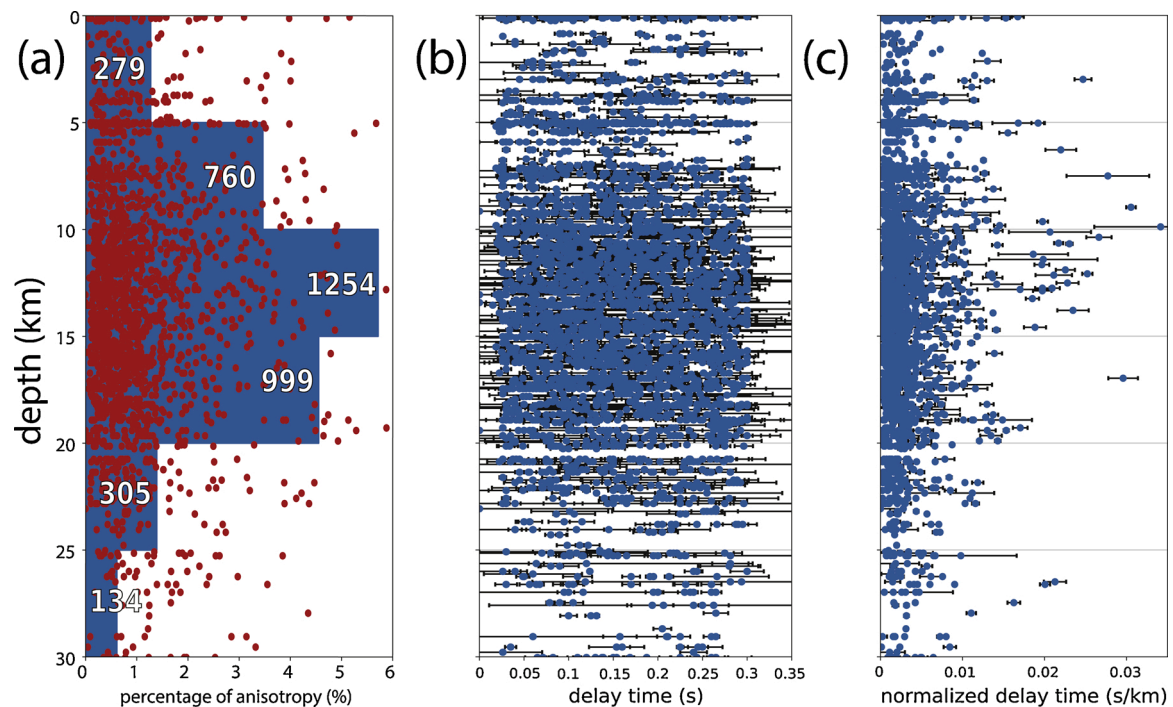 (a)
(b)
(c)
0
5
10
15
20
25
30
depth (km)
279
760
1254
999
305
134
0 1 2 3 4 5 6
percentage of anisotropy (%)
0 0.1 0.15 0.2 0.25 0.3 0.35
delay time (s)
0 0.01 0.02 0.03
normalized delay time (s/km)